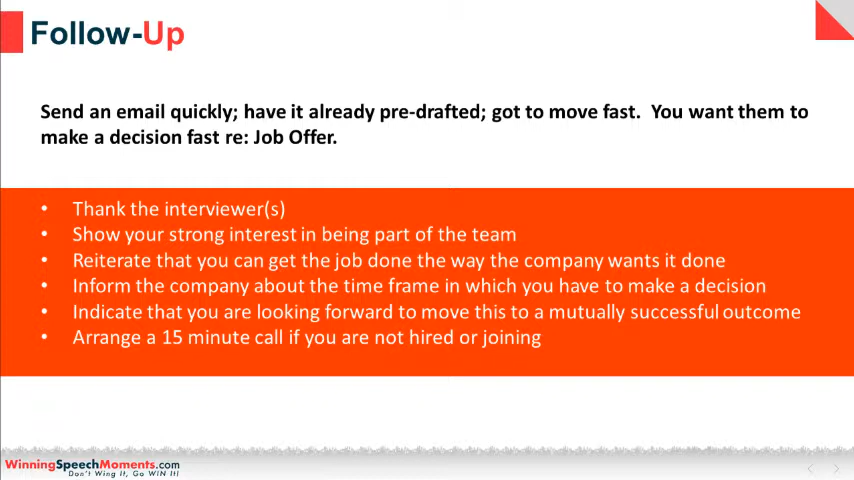 Follow-Up
Send an email quickly; have it already pre-drafted; got to move fast.  You want them to
make a decision fast re: Job Offer.
• Thank the interviewer(s)
• Show your strong interest in being part of the team
• Reiterate that you can get the job done the way the company wants it done
• Inform the company about the time frame in which you have to make a decision
• Indicate that you are looking forward to move this to a mutually successful outcome
• Arrange a 15 minute call if you are not hired or joining
WinningSpeechMoments.com
Don't Wing It, Go WIN It!